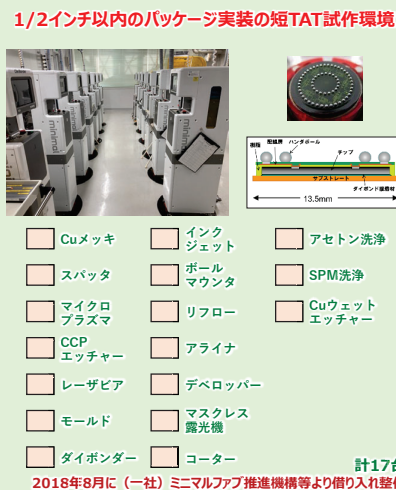 1/2インチ以内のパッケージ実装の短TAT試作環境
minimal
minimal
樹脂 配線層 ハンダボール
チップ
サブストレート
ダイボンド接着材
13.5mm
Cuメッキ
スパッタ
マイクロ
プラズマ
CCP
エッチャー
レーザビア
モールド
ダイボンダー
インク
ジェット
ボール
マウンタ
リフロー
アライナ
デベロッパー
マスクレス
露光機
コーター
アセトン洗浄
SPM洗浄
Cuウェット
エッチャー
計17台
2018年8月に（一社）ミニマルファブ推進機構等より借り入れ整備